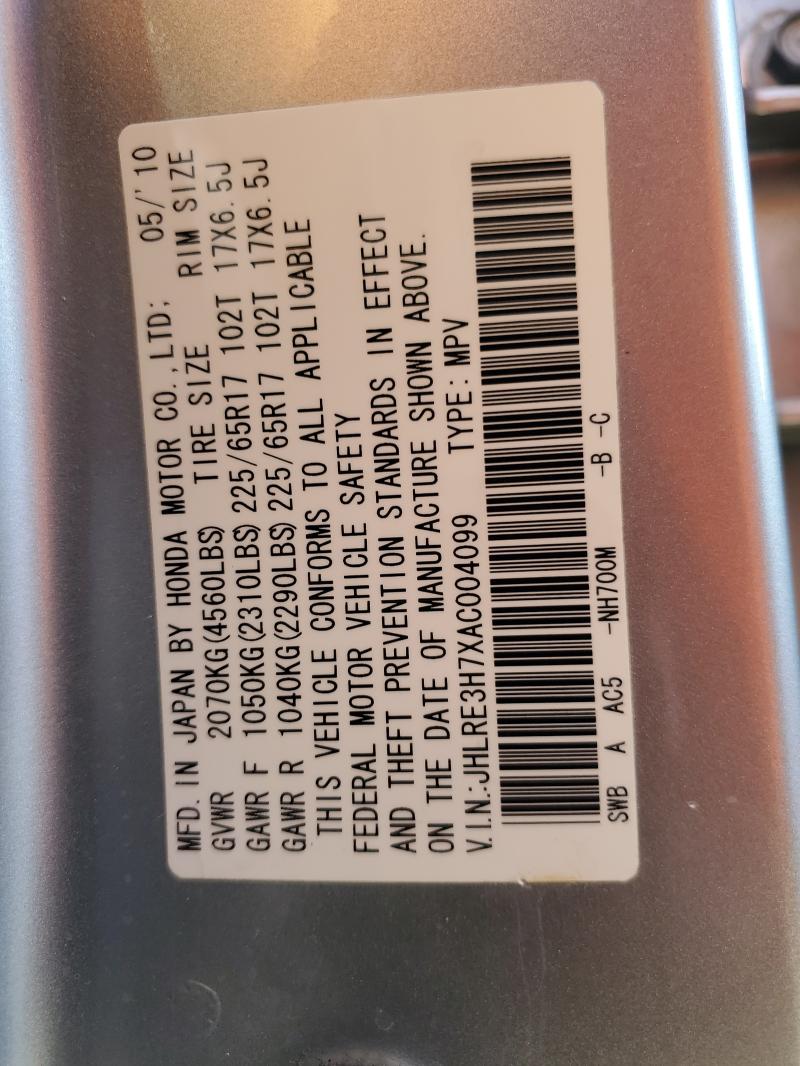 MFD. IN JAPAN BY HONDA MOTOR CO.,LTD; 05/'10
GVWR 2070KG(4560LBS) TIRE SIZE RIM SIZE
GAWR F 1050KG(2310LBS) 225/65R17 102T 17X6.5J
GAWR R 1040KG(2290LBS) 225/65R17 102T 17X6.5J
THIS VEHICLE CONFORMS TO ALL APPLICABLE
FEDERAL MOTOR VEHICLE SAFETY
AND THEFT PREVENTION STANDARDS IN EFFECT
ON THE DATE OF MANUFACTURE SHOWN ABOVE.
V.I.N.:JHLRE3H7XAC004099 TYPE:MPV
SWB A AC5 -NH700M -B -C